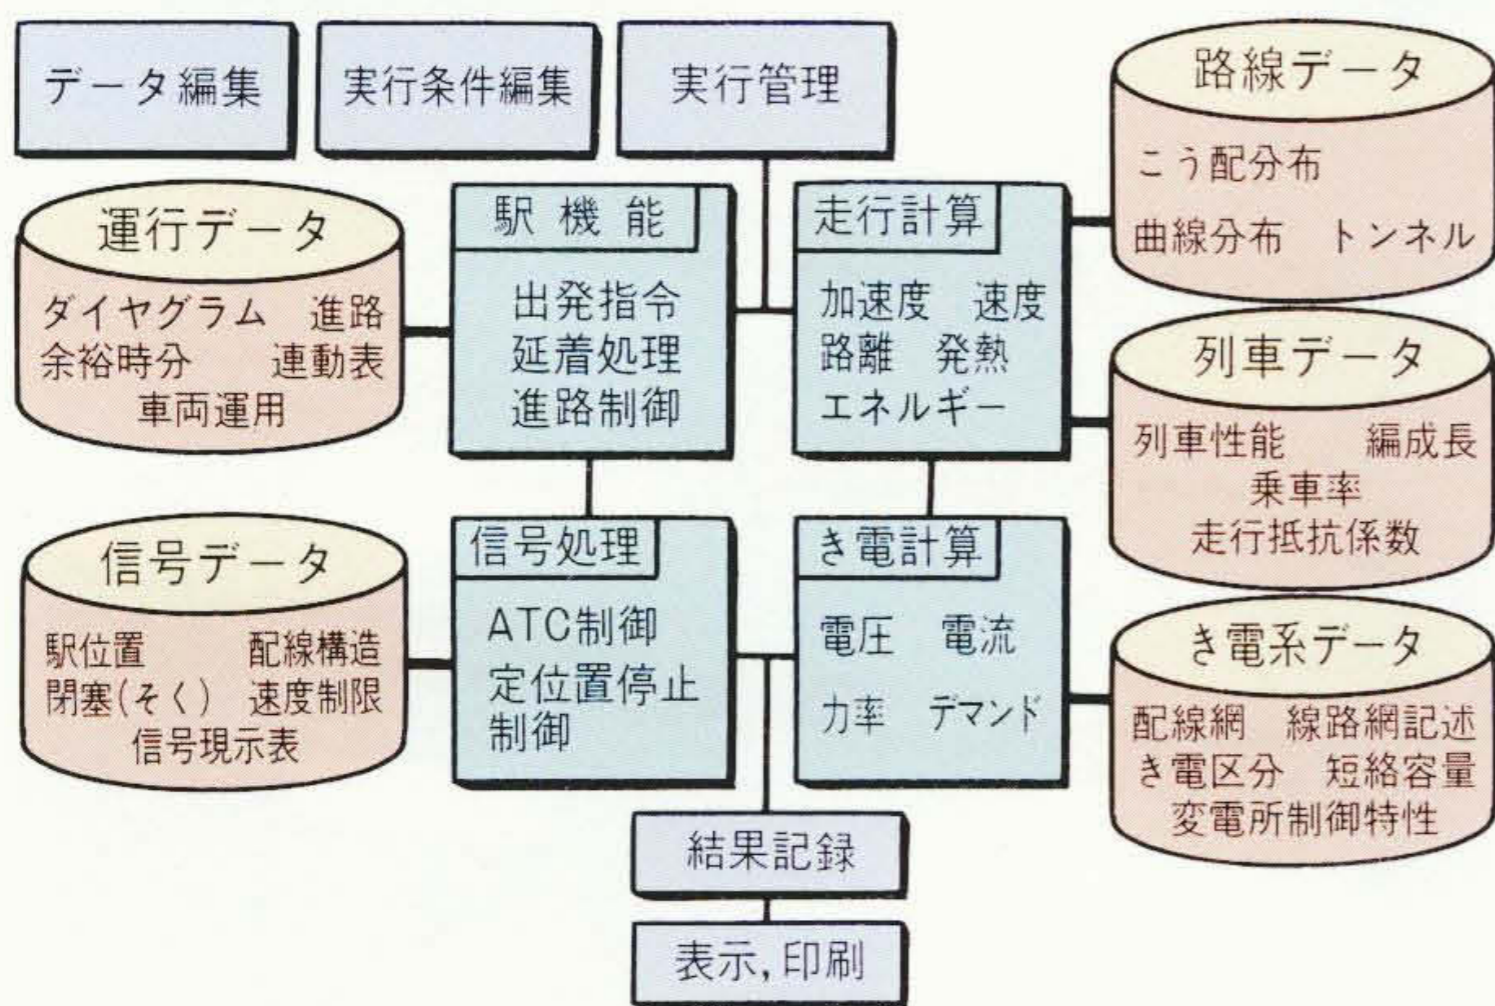 データ編集
実行条件編集
実行管理
路線データ
こう配分布
曲線分布 トンネル
運行データ
ダイヤグラム 進路
余裕時分 連動表
車両運用
駅機能
出発指令
延着処理
進路制御
走行計算
加速度 速度
路離 発熱
エネルギー
列車データ
列車性能 編成長
乗車率
走行抵抗係数
信号データ
駅位置 配線構造
閉塞(そく) 速度制限
信号現示表
信号処理
ATC制御
定位置停止
制御
き電計算
電圧 電流
力率 デマンド
き電系データ
配線網 線路網記述
き電区分 短絡容量
変電所制御特性
結果記録
表示,印刷